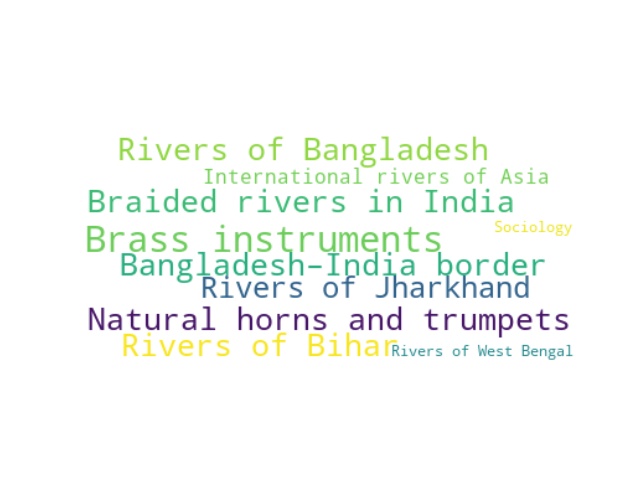 Rivers of Bangladesh
International rivers of Asia
Braided rivers in India
Sociology
Brass instruments
Bangladesh–India border
Rivers of Jharkhand
Natural horns and trumpets
Rivers of Bihar
Rivers of West Bengal